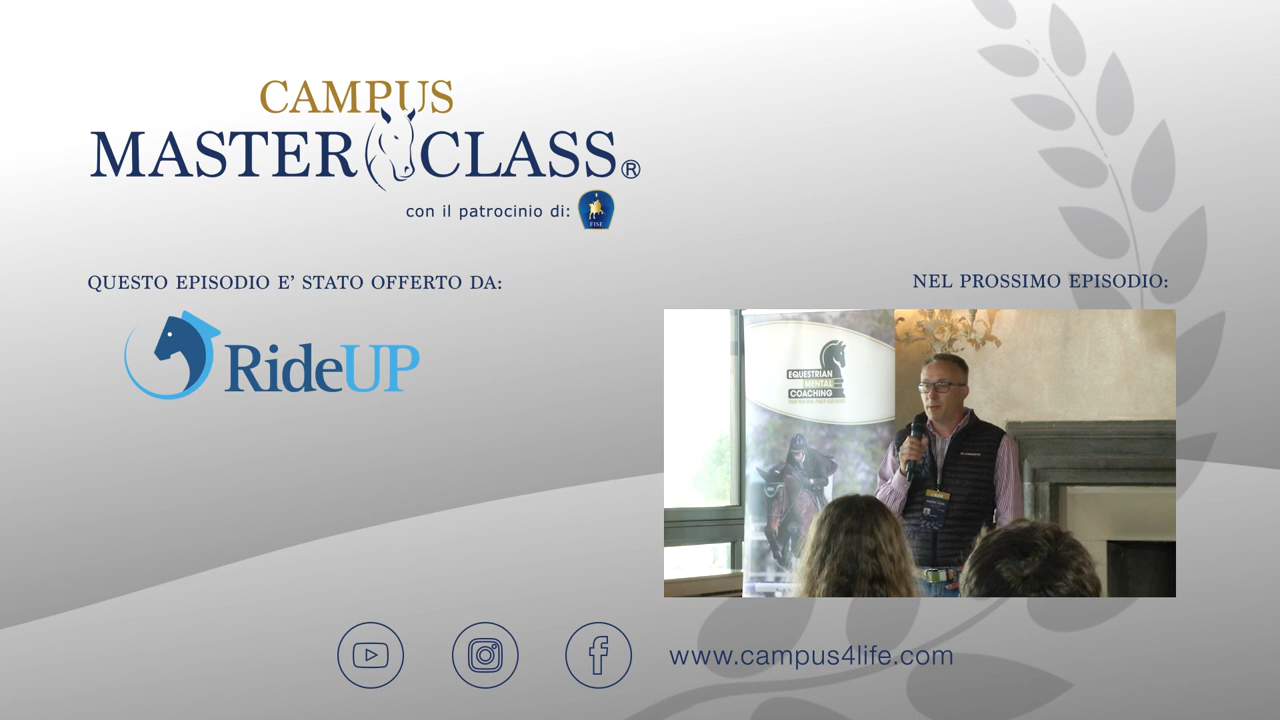 CAMPUS
MASTER CLASS®
con il patrocinio di:
FISE
QUESTO EPISODIO E' STATO OFFERTO DA:
NEL PROSSIMO EPISODIO:
RideUP
EQUESTRIAN
MENTAL
COACHING
www.campus4life.com